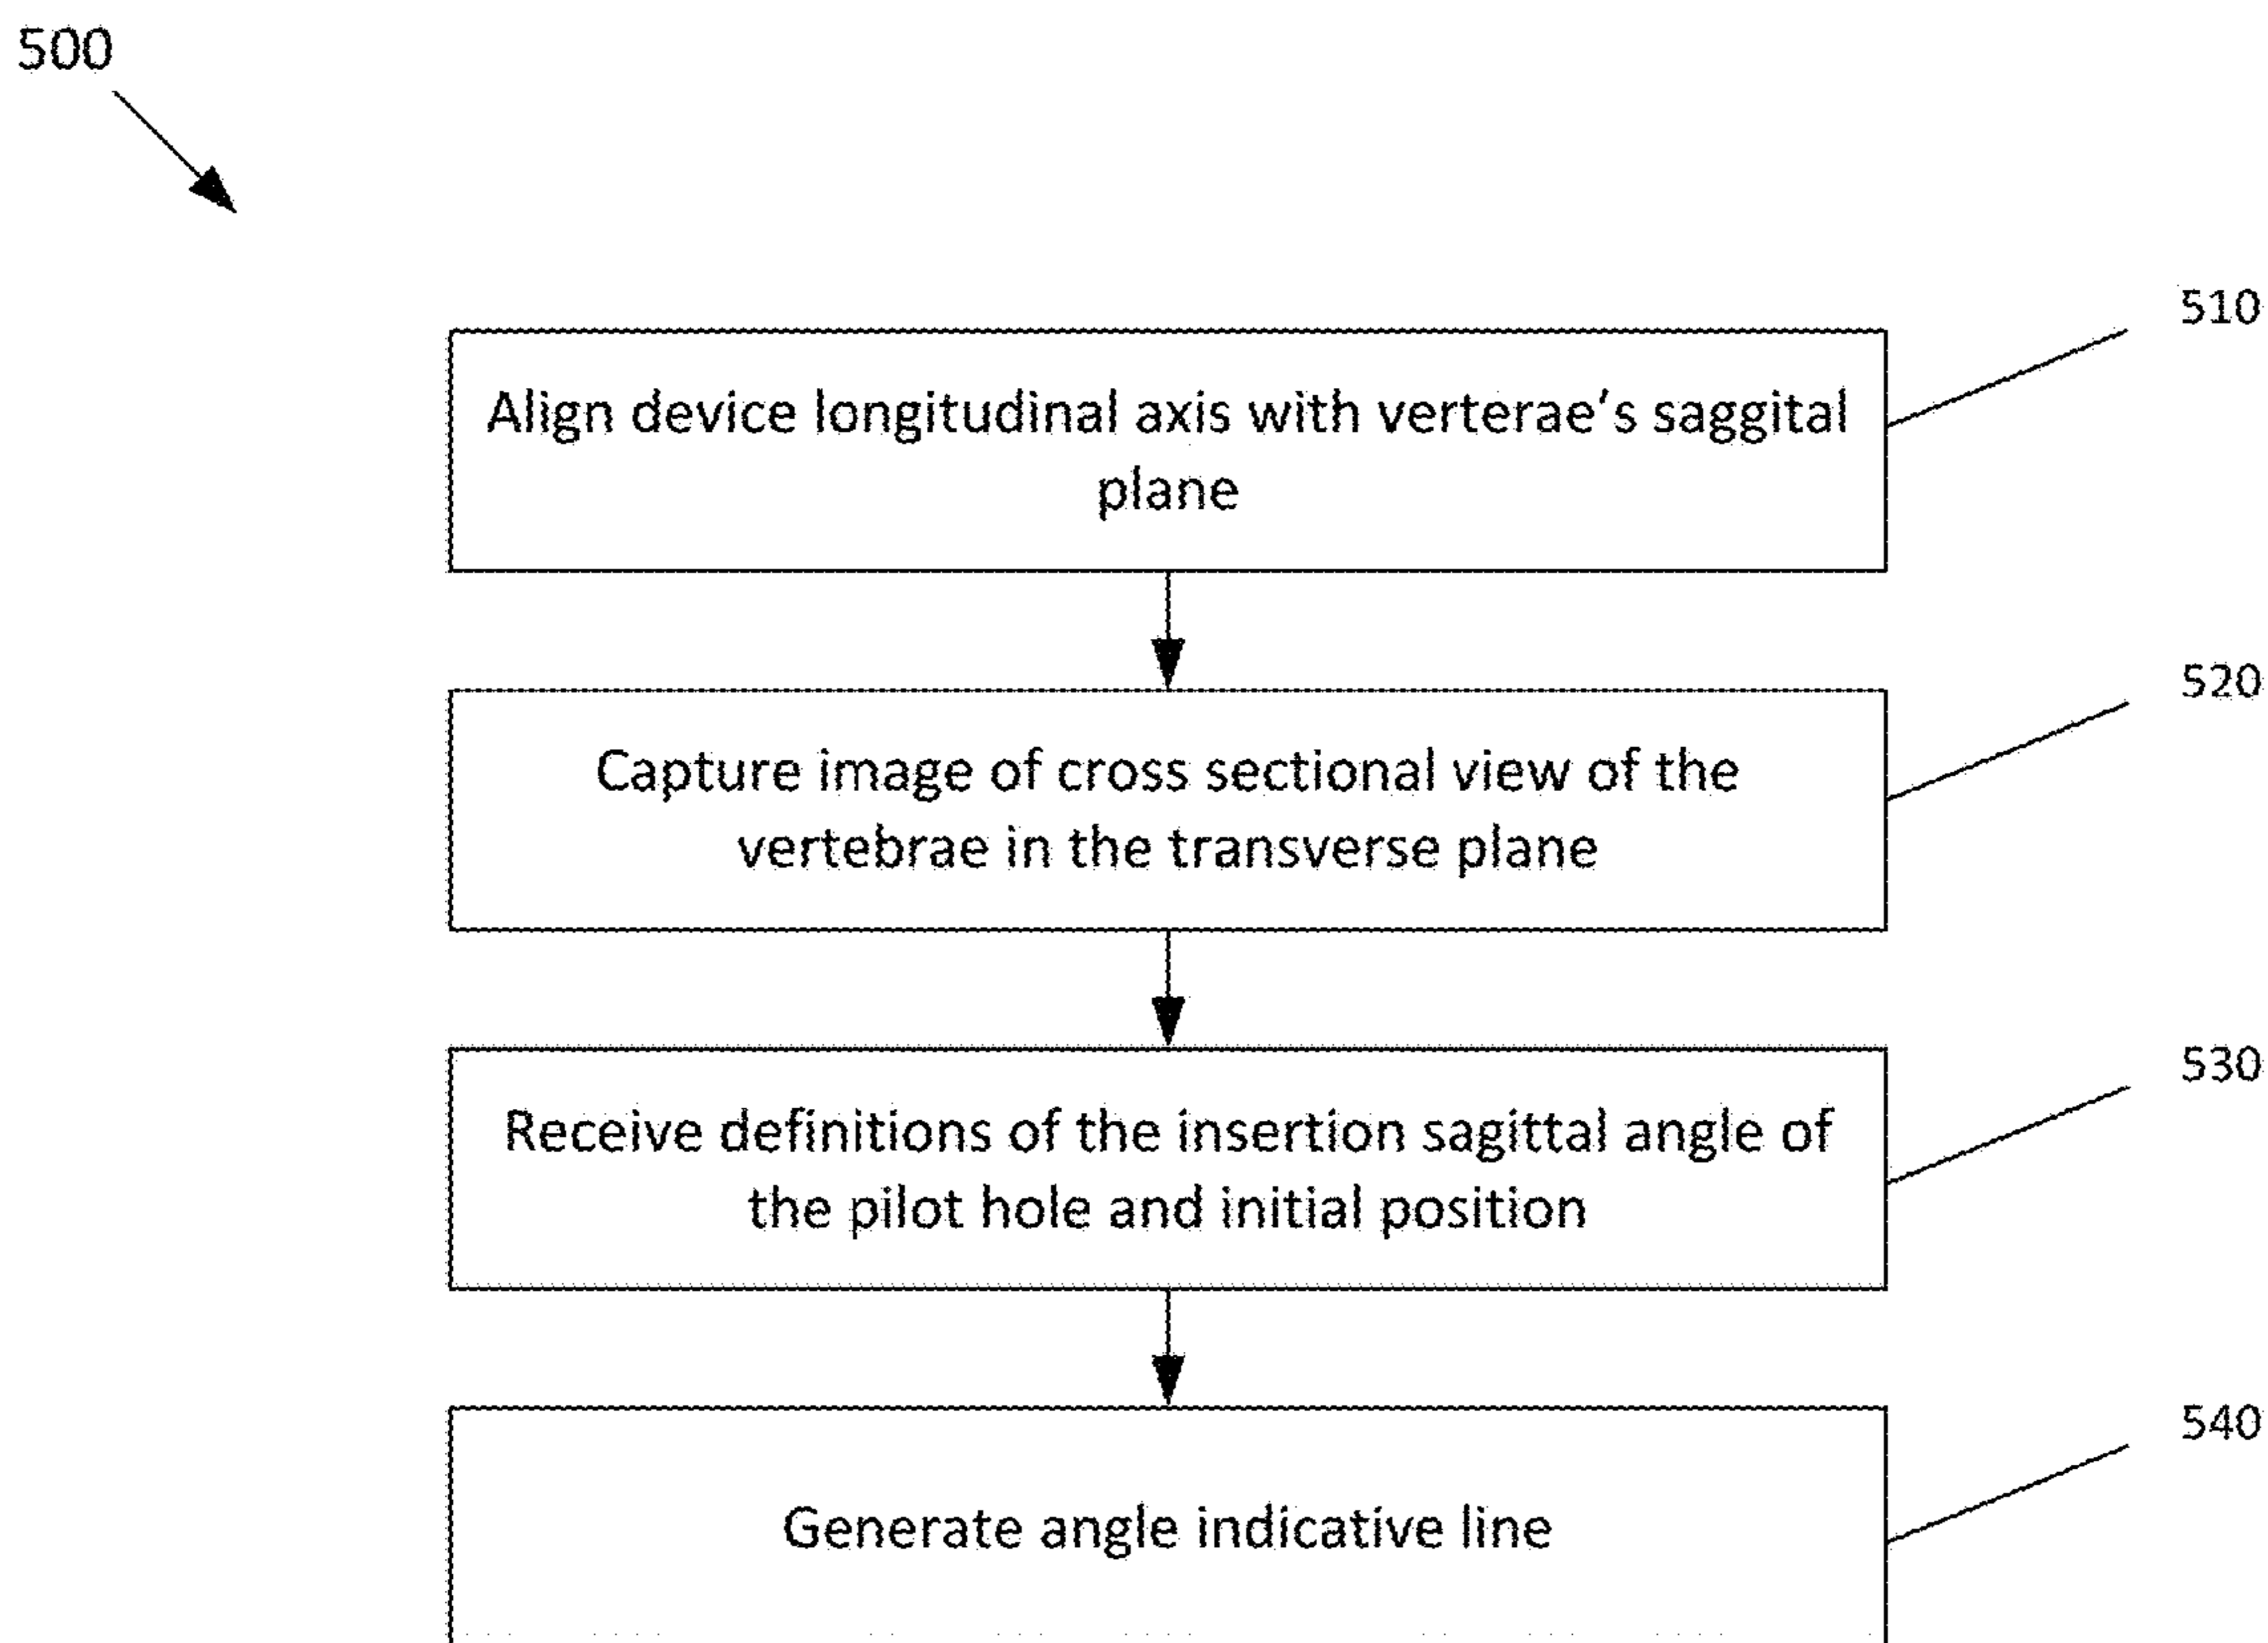 500
510
Align device longitudinal axis with verterae's saggital
plane
520
Capture image of cross sectional view of the
vertebrae in the transverse plane
530
Receive definitions of the insertion sagittal angle of
the pilot hole and initial position
540
Generate angle indicative line